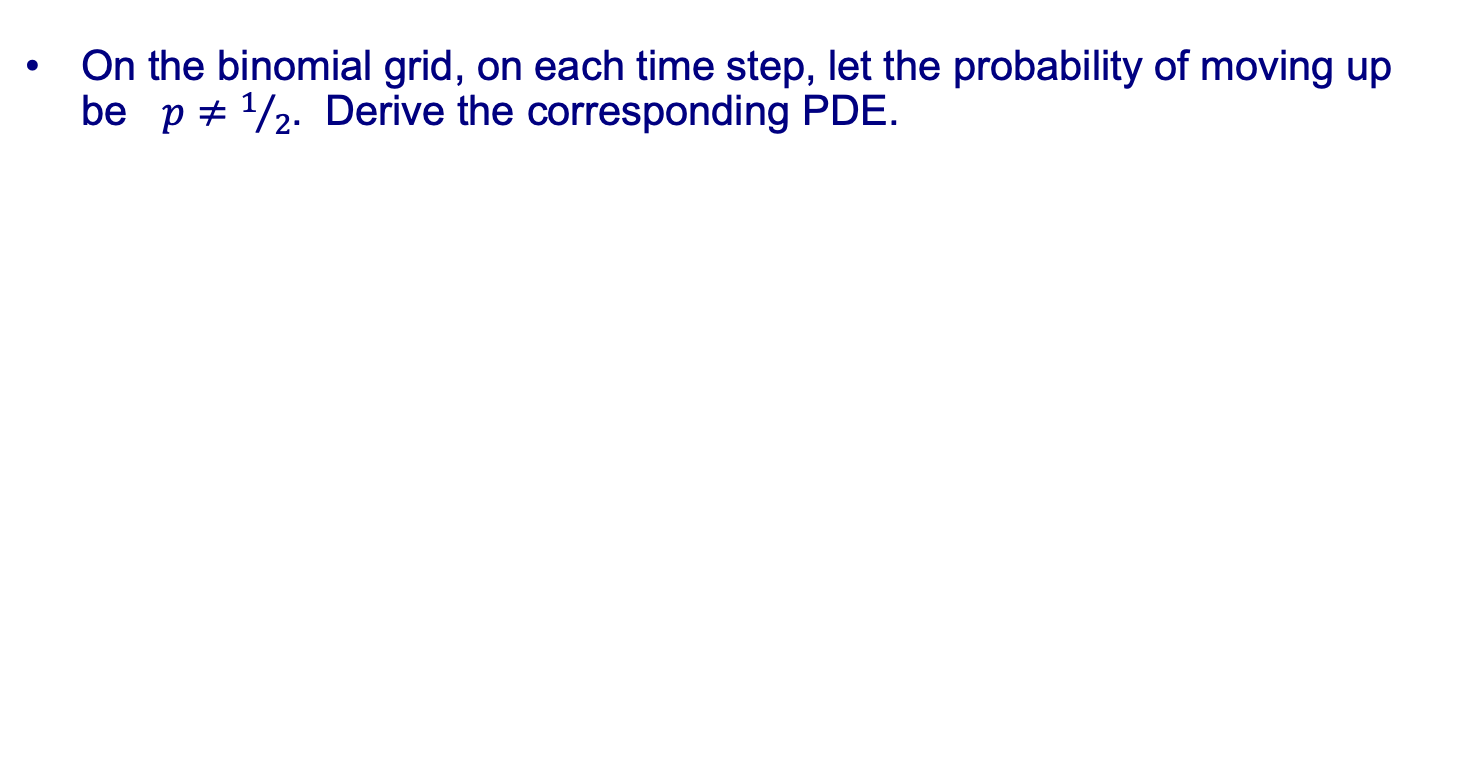 • On the binomial grid, on each time step, let the probability of moving up
be p ≠ 1/2. Derive the corresponding PDE.